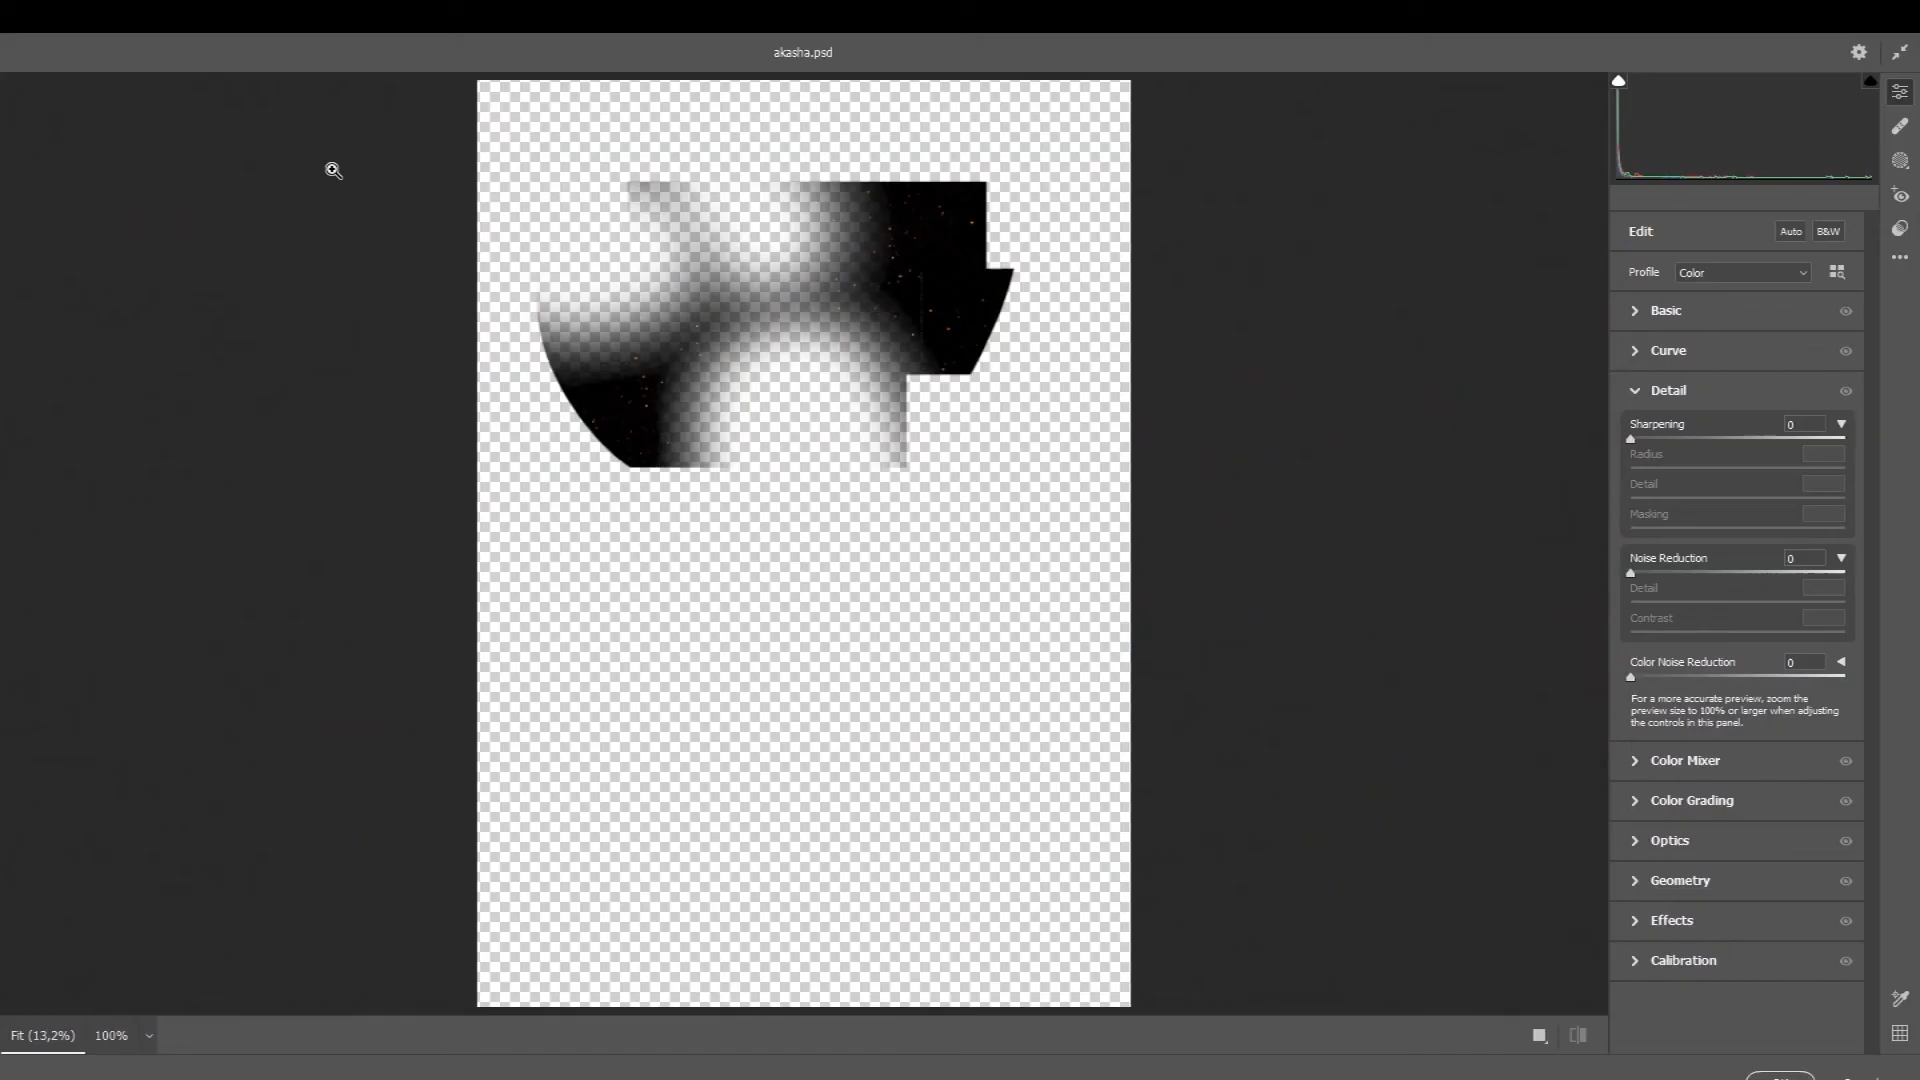 akasha.psd
Edit
Auto
B&W
Profile
Color
Basic
Curve
Detail
Sharpening
0
Radius
Detail
Masking
Noise Reduction
0
Detail
Contrast
Color Noise Reduction
0
For a more accurate preview, zoom the
preview size to 100% or larger when adjusting
the controls in this panel.
Color Mixer
Color Grading
Optics
Geometry
Effects
Calibration
Fit (13,2%)
100%